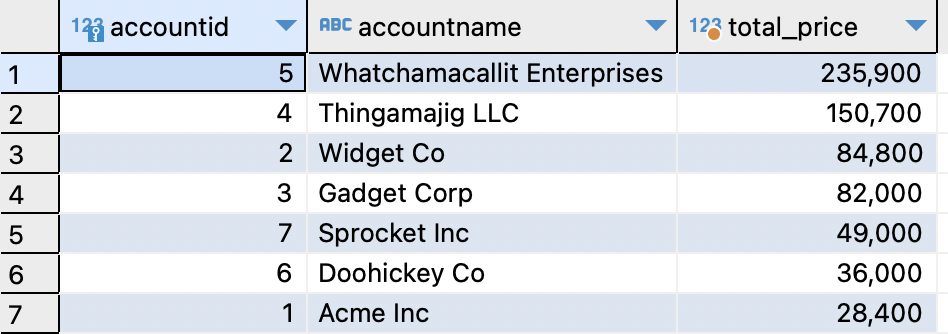 123 accountid ABC accountname 123 total_price
1 5 Whatchamacallit Enterprises 235,900
2 4 Thingamajig LLC 150,700
3 2 Widget Co 84,800
4 3 Gadget Corp 82,000
5 7 Sprocket Inc 49,000
6 6 Doohickey Co 36,000
7 1 Acme Inc 28,400